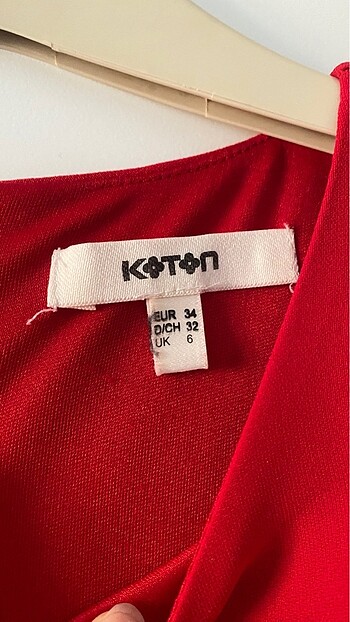 KOTON
EUR 34
D/CH 32
UK 6